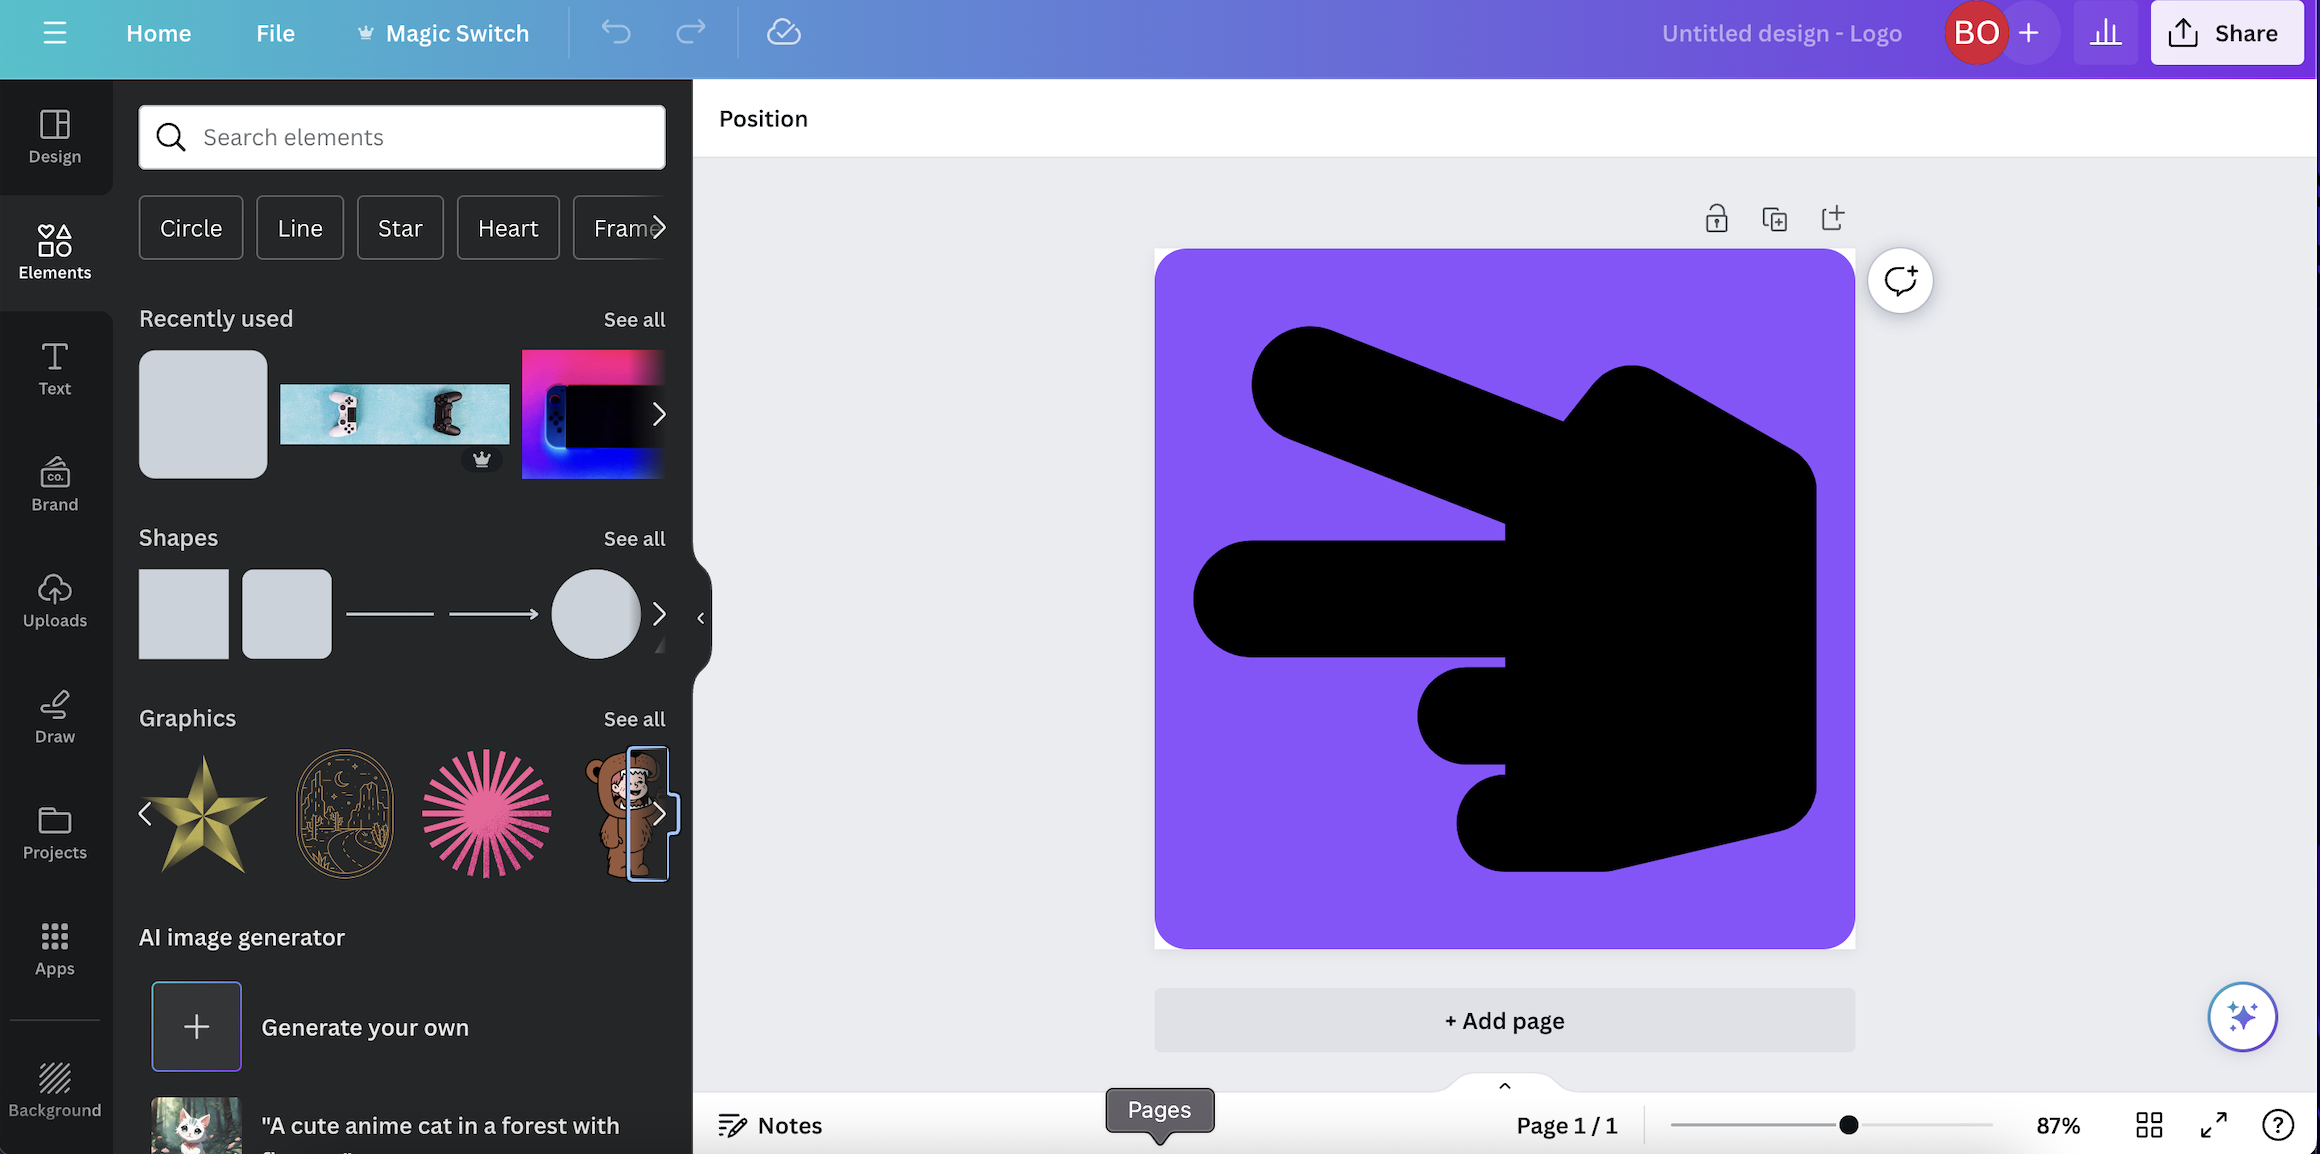 Home
File
Magic Switch
Untitled design - Logo
BO
Share
Design
Elements
Text
Brand
CO.
Uploads
Draw
Projects
Apps
Background
Search elements
Circle
Line
Star
Heart
Frame
Recently used
See all
Shapes
See all
Graphics
See all
AI image generator
Generate your own
"A cute anime cat in a forest with
Position
+ Add page
Pages
Notes
Page 1 / 1
87%